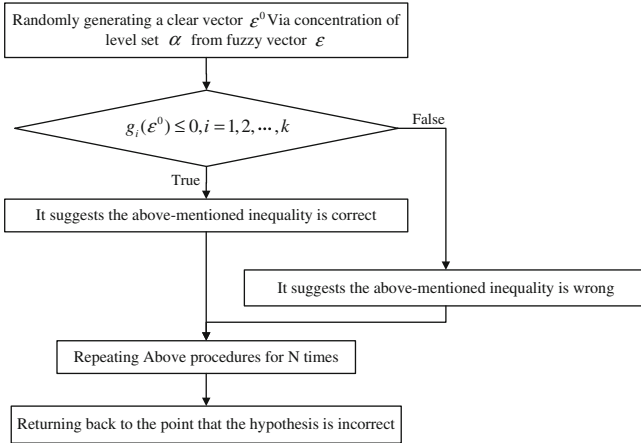 Randomly generating a clear vector ε⁰ Via concentration of
level set α from fuzzy vector ε
gᵢ(ε⁰) ≤ 0, i = 1, 2, ..., k
False
True
It suggests the above-mentioned inequality is correct
It suggests the above-mentioned inequality is wrong
Repeating Above procedures for N times
Returning back to the point that the hypothesis is incorrect